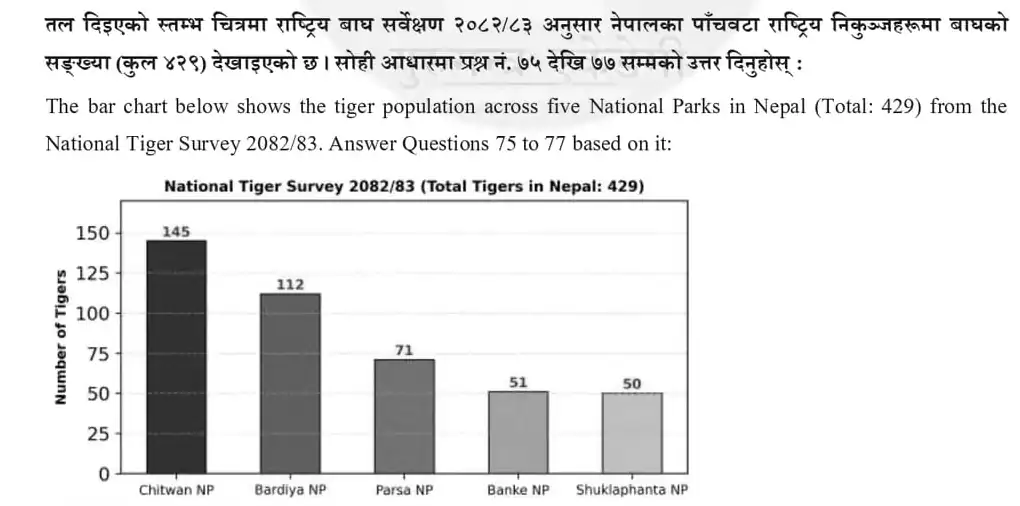 तल दिइएको स्तम्भ चित्रमा राष्ट्रिय बाघ सर्वेक्षण २०८२/८३ अनुसार नेपालका पाँचवटा राष्ट्रिय निकुञ्जहरूमा बाघको
सङ्ख्या (कुल ४२९) देखाइएको छ । सोही आधारमा प्रश्न नं. ७५ देखि ७७ सम्मको उत्तर दिनुहोस् :
The bar chart below shows the tiger population across five National Parks in Nepal (Total: 429) from the
National Tiger Survey 2082/83. Answer Questions 75 to 77 based on it:
National Tiger Survey 2082/83 (Total Tigers in Nepal: 429)
Number of Tigers
150
125
100
75
50
25
0
145
112
71
51
50
Chitwan NP Bardiya NP Parsa NP Banke NP Shuklaphanta NP